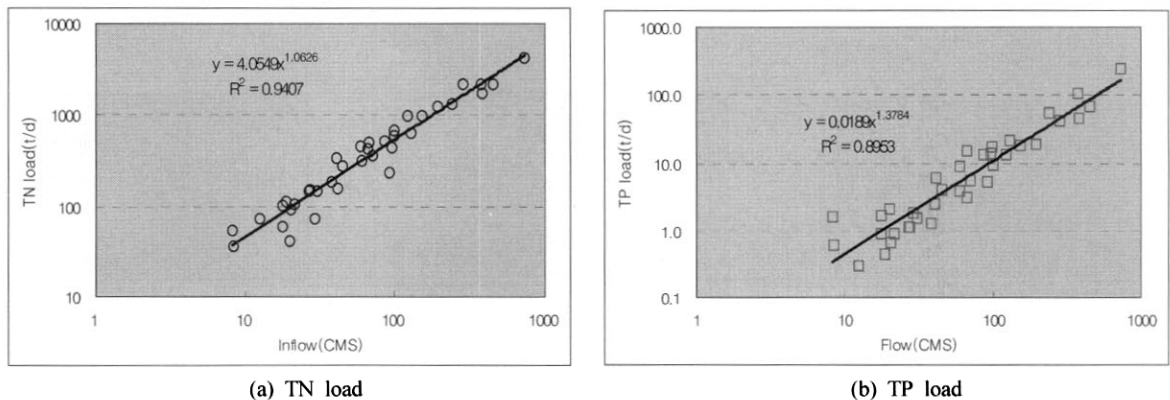 10000
1000
100
10
TN load(t/d)
y = 4.0549x^1.0626
R² = 0.9407
1 10 100 1000
Inflow(CMS)
(a) TN load
1000.0
100.0
10.0
1.0
0.1
TP load(t/d)
y = 0.0189x^1.3784
R² = 0.8953
1 10 100 1000
Flow(CMS)
(b) TP load